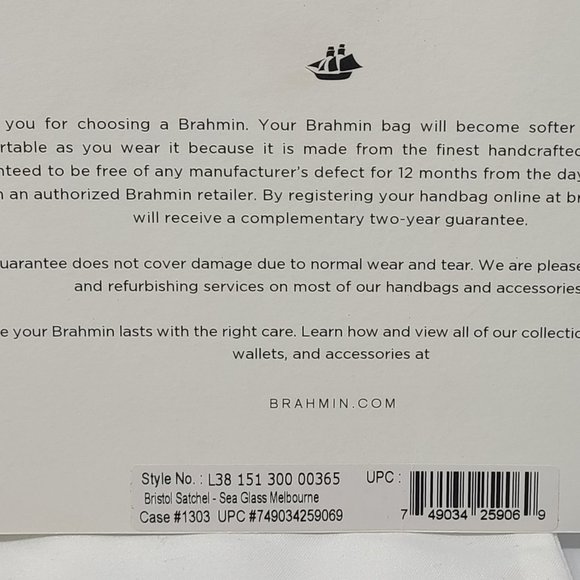 you for choosing a Brahmin. Your Brahmin bag will become softer
rtable as you wear it because it is made from the finest handcrafted
nteed to be free of any manufacturer's defect for 12 months from the day
n an authorized Brahmin retailer. By registering your handbag online at br
will receive a complementary two-year guarantee.
uarantee does not cover damage due to normal wear and tear. We are please
and refurbishing services on most of our handbags and accessories
e your Brahmin lasts with the right care. Learn how and view all of our collectio
wallets, and accessories at
BRAHMIN.COM
Style No. : L38 151 300 00365 UPC :
Bristol Satchel - Sea Glass Melbourne
Case #1303 UPC #749034259069
7 49034 25906 9